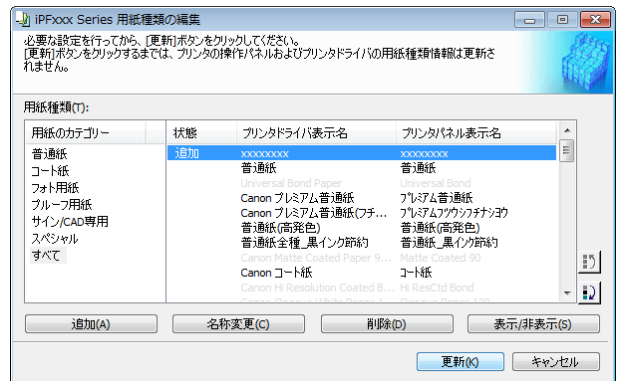 iPFxxx Series 用紙種類の編集
必要な設定を行ってから、[更新]ボタンをクリックしてください。
[更新]ボタンをクリックするまでは、プリンタの操作パネルおよびプリンタドライバの用紙種類情報は更新さ
れません。
用紙種類(T):
用紙のカテゴリー 状態 プリンタドライバ表示名 プリンタパネル表示名
普通紙
コート紙
フォト用紙
プルーフ用紙
サイン/CAD専用
スペシャル
すべて
追加 xxxxxxxx xxxxxxxx
普通紙 普通紙
Universal Bond Paper Universal Bond
Canon プレミアム普通紙 プレミアム普通紙
Canon プレミアム普通紙(フチ... プレミアムフツウシフチナシヨウ
普通紙(高発色) 普通紙(高発色)
普通紙全種_黒インク節約 普通紙_黒インク節約
Canon Matte Coated Paper 9... Matte Coated 90
Canon コート紙 コート紙
Canon Hi Resolution Coated B... Hi ResCtd Bond
追加(A) 名称変更(C) 削除(D) 表示/非表示(S)
更新(K) キャンセル